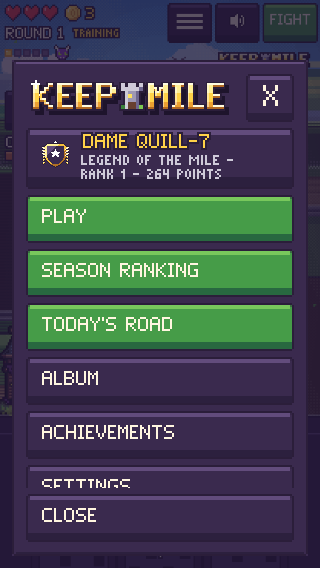 3
FIGHT
ROUND 1 TRAINING
KEEP MILE
X
DAME QUILL-7
LEGEND OF THE MILE -
RANK 1 - 264 POINTS
PLAY
SEASON RANKING
TODAY'S ROAD
ALBUM
ACHIEVEMENTS
SETTINGS
CLOSE